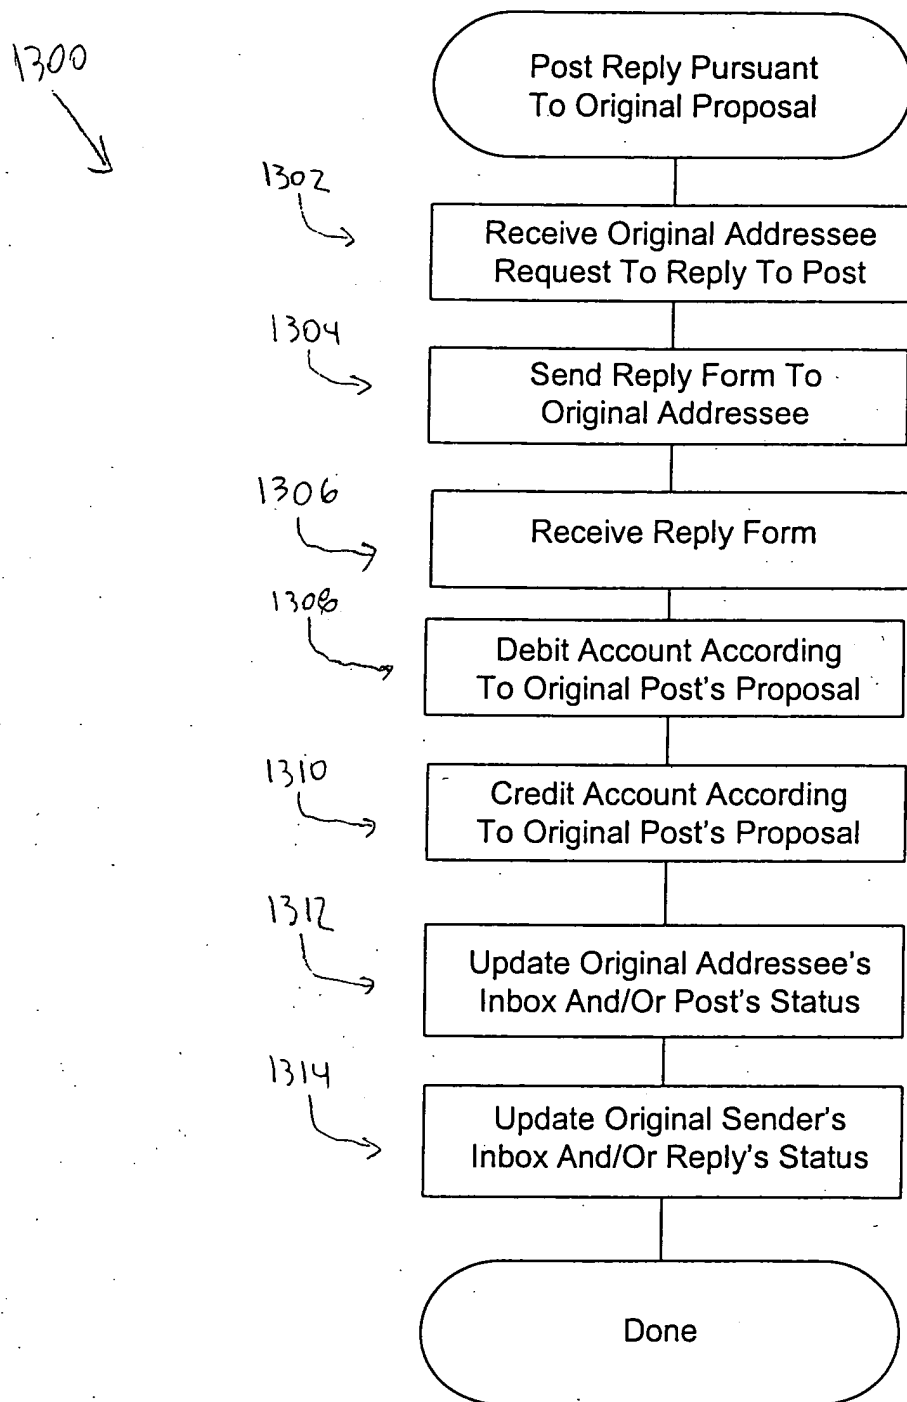 1300
Post Reply Pursuant
To Original Proposal
1302
Receive Original Addressee
Request To Reply To Post
1304
Send Reply Form To
Original Addressee
1306
Receive Reply Form
1308
Debit Account According
To Original Post's Proposal
1310
Credit Account According
To Original Post's Proposal
1312
Update Original Addressee's
Inbox And/Or Post's Status
1314
Update Original Sender's
Inbox And/Or Reply's Status
Done